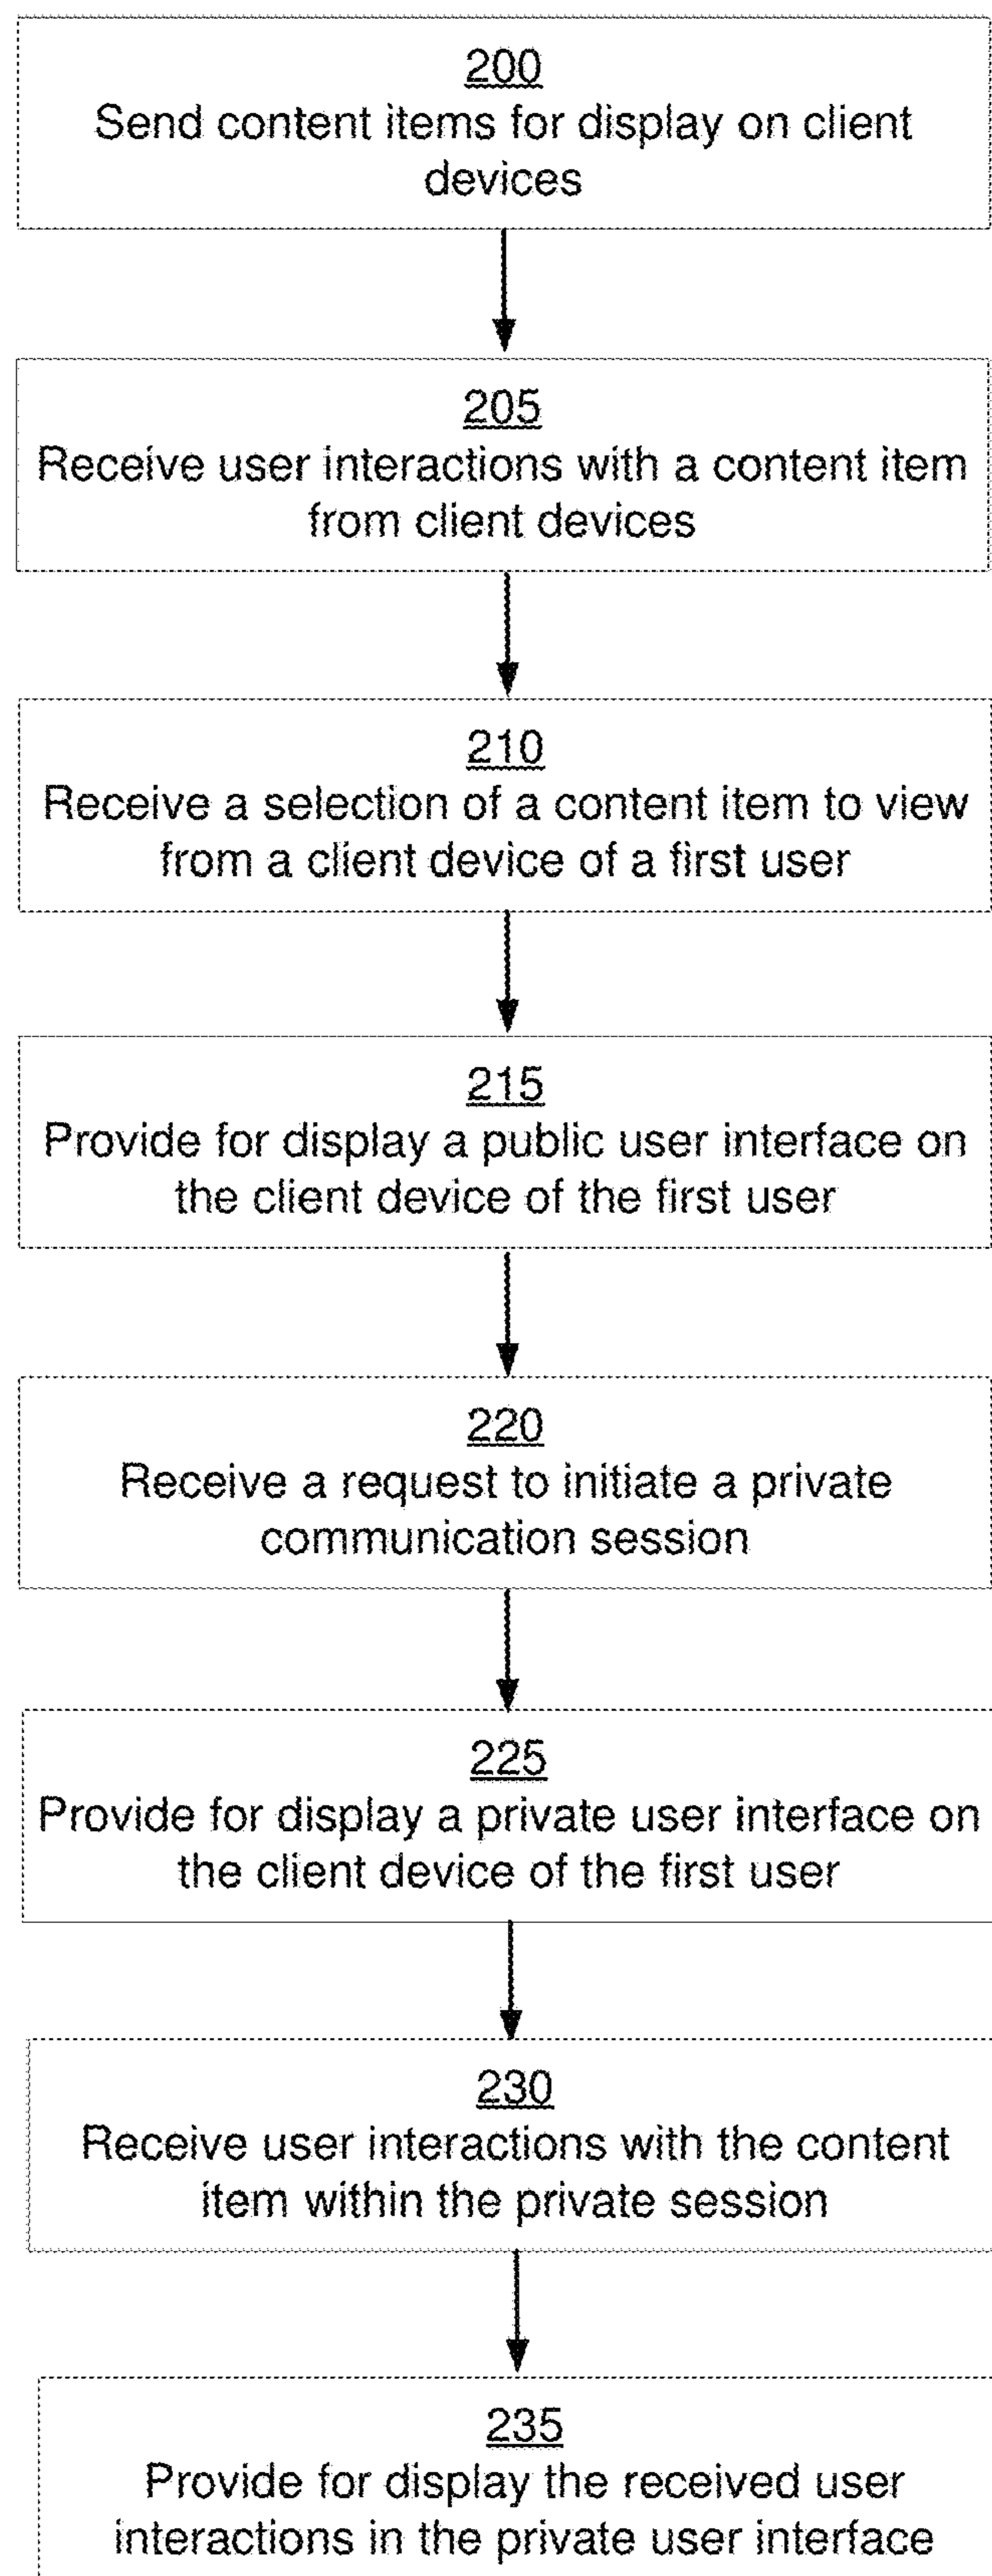 200
Send content items for display on client
devices
205
Receive user interactions with a content item
from client devices
210
Receive a selection of a content item to view
from a client device of a first user
215
Provide for display a public user interface on
the client device of the first user
220
Receive a request to initiate a private
communication session
225
Provide for display a private user interface on
the client device of the first user
230
Receive user interactions with the content
item within the private session
235
Provide for display the received user
interactions in the private user interface